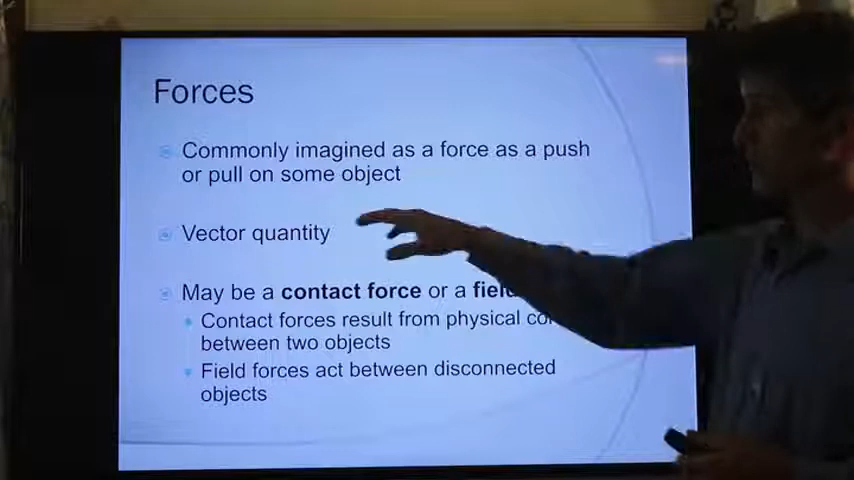 Forces
Commonly imagined as a force as a push
or pull on some object
Vector quantity
May be a contact force or a
Contact forces result from physical
between two objects
Field forces act between disconnected
objects